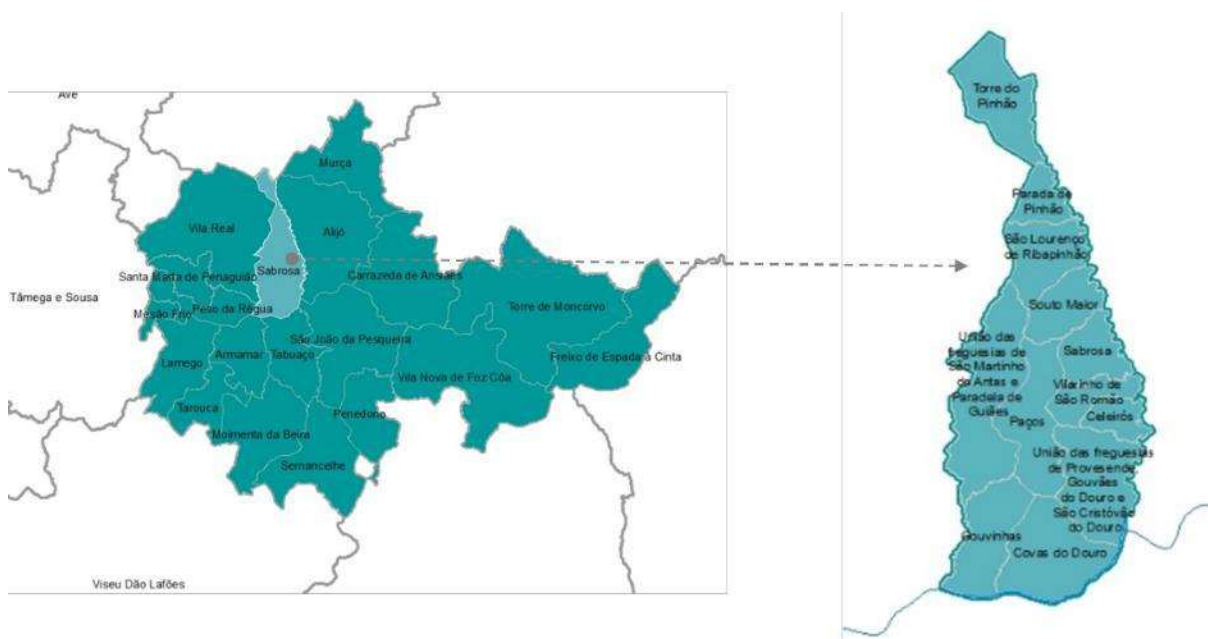 Ave
Murça
Vila Real
Alijó
Sabrosa
Santa Marta de Penaguião
Carrazeda de Ansiães
Tâmega e Sousa
Mesão Frio
Peso da Régua
Torre de Moncorvo
São João da Pesqueira
Freixo de Espada à Cinta
Lamego
Armamar
Tabuaço
Vila Nova de Foz Côa
Tarouca
Penedono
Moimenta da Beira
Sernancelhe
Viseu Dão Lafões
Torre do
Pinhão
Parada de
Pinhão
São Lourenço
de Ribapinhão
Souto Maior
União das
freguesias de
São Martinho
de Antas e
Paradela de
Guiães
Sabrosa
Vilarinho de
São Romão
Celeirós
Paços
União das freguesias
de Provesende,
Gouvães
do Douro e
São Cristóvão
do Douro
Gouvinhas
Covas do Douro